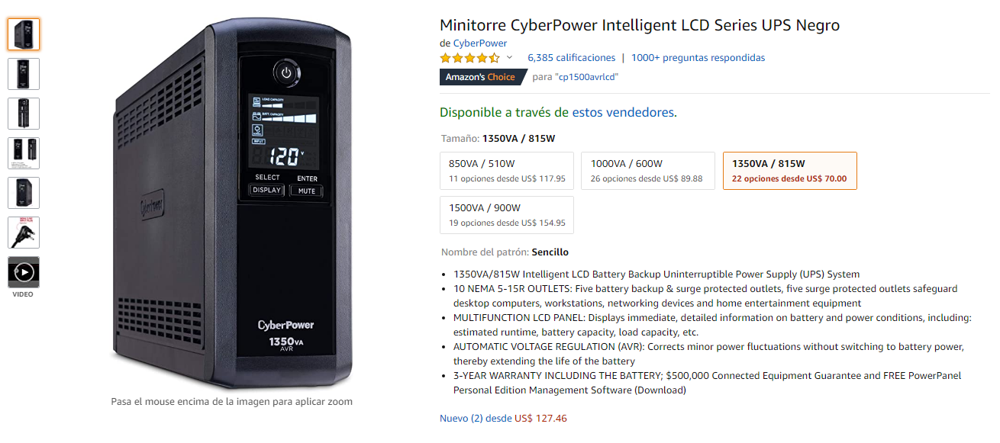 Minitorre CyberPower Intelligent LCD Series UPS Negro
de CyberPower
6,385 calificaciones | 1000+ preguntas respondidas
Amazon's Choice para "cp1500avrlcd"
Disponible a través de estos vendedores.
Tamaño: 1350VA / 815W
850VA / 510W
11 opciones desde US$ 117.95
1000VA / 600W
26 opciones desde US$ 89.88
1350VA / 815W
22 opciones desde US$ 70.00
1500VA / 900W
19 opciones desde US$ 154.95
Nombre del patrón: Sencillo
• 1350VA/815W Intelligent LCD Battery Backup Uninterruptible Power Supply (UPS) System
• 10 NEMA 5-15R OUTLETS: Five battery backup & surge protected outlets, five surge protected outlets safeguard
desktop computers, workstations, networking devices and home entertainment equipment
• MULTIFUNCTION LCD PANEL: Displays immediate, detailed information on battery and power conditions, including:
estimated runtime, battery capacity, load capacity, etc.
• AUTOMATIC VOLTAGE REGULATION (AVR): Corrects minor power fluctuations without switching to battery power,
thereby extending the life of the battery
• 3-YEAR WARRANTY INCLUDING THE BATTERY; $500,000 Connected Equipment Guarantee and FREE PowerPanel
Personal Edition Management Software (Download)
Nuevo (2) desde US$ 127.46
LOAD CAPACITY
BATT. CAPACITY
INPUT
120 V
SELECT ENTER
DISPLAY MUTE
CyberPower
CyberPower
1350VA
AVR
VIDEO
Pasa el mouse encima de la imagen para aplicar zoom